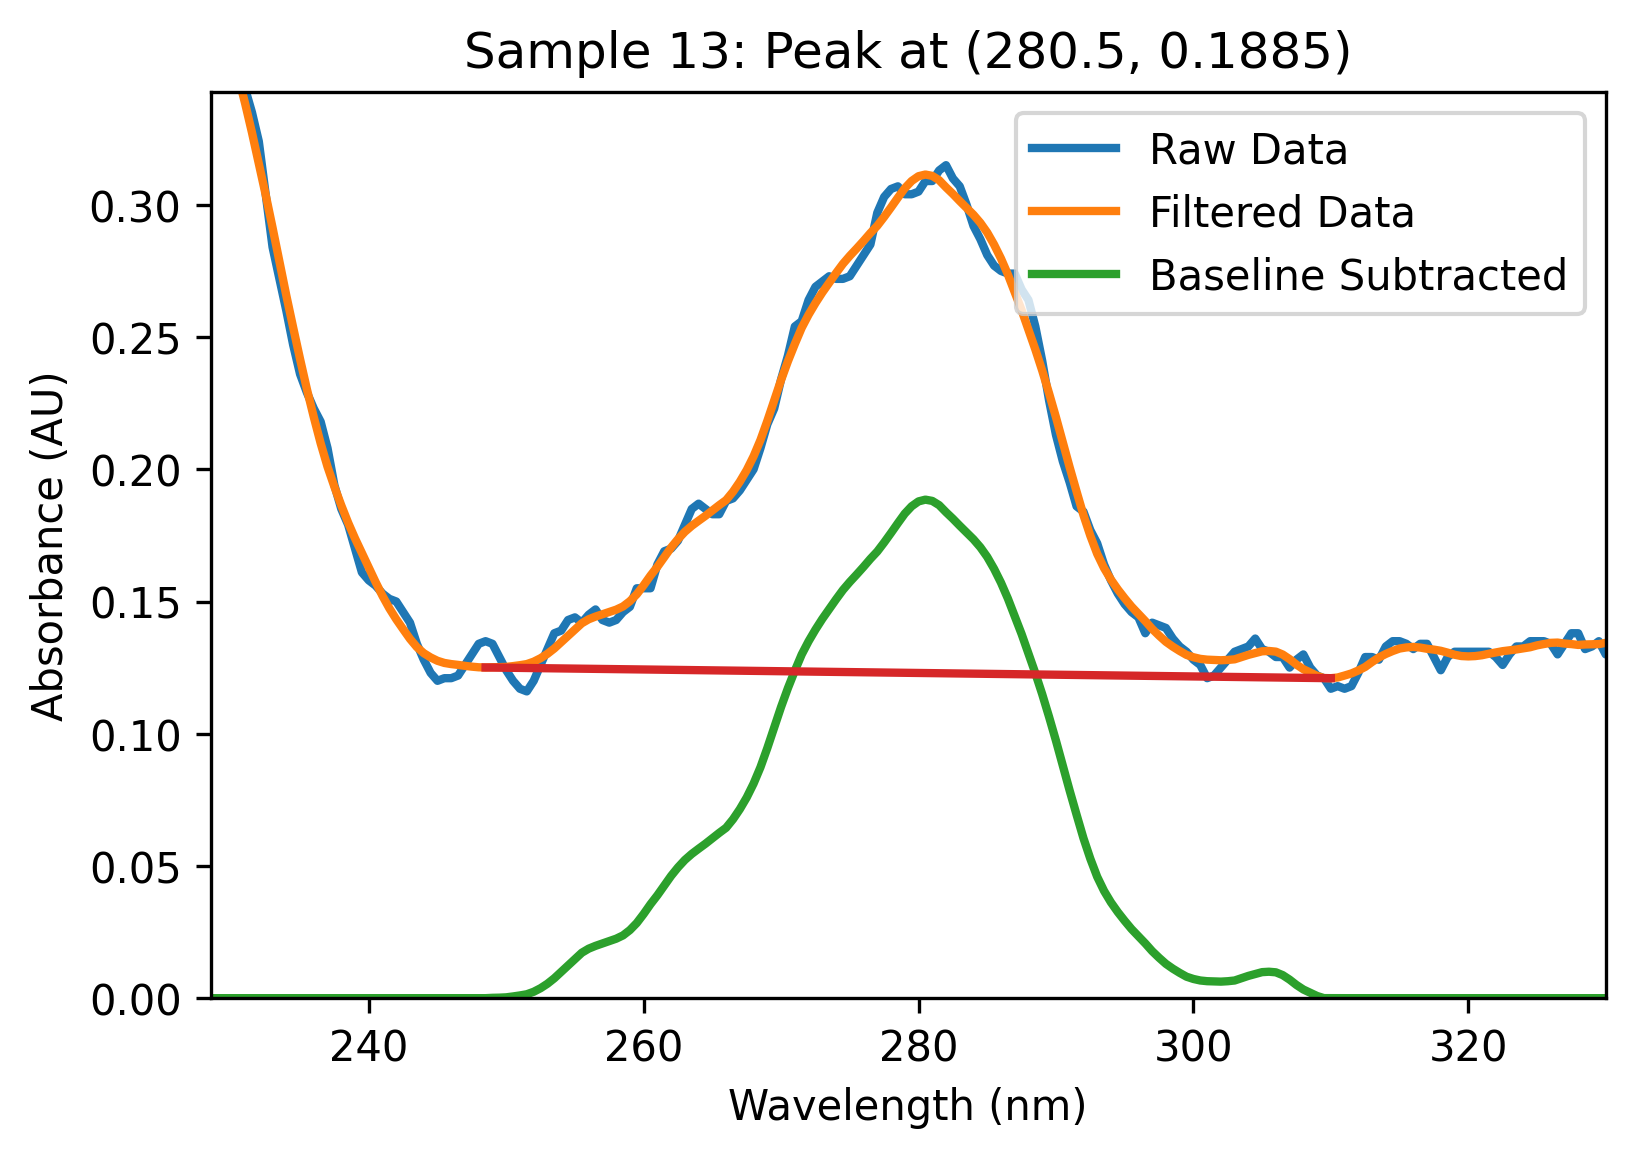 Sample 13: Peak at (280.5, 0.1885)
Raw Data
Filtered Data
Baseline Subtracted
Absorbance (AU)
0.30
0.25
0.20
0.15
0.10
0.05
0.00
240 260 280 300 320
Wavelength (nm)